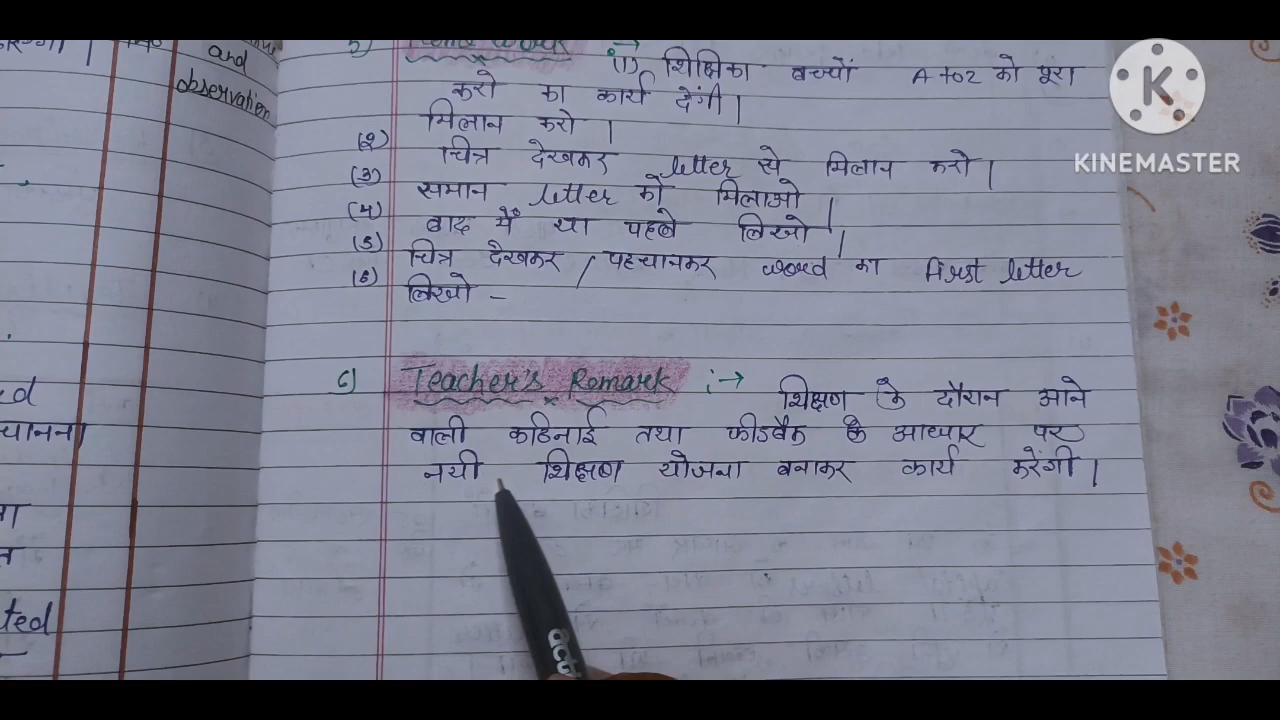 and
observation
5) Home Work :→
(1) शिक्षिका बच्चों A to Z को पूरा
करो का कार्य देंगी |
(2) मिलान करो |
(3) चित्र देखकर letter से मिलान करो |
(4) समान letter को मिलाओ |
(5) बाद में या पहले लिखो |
(6) चित्र देखकर / पहचानकर word का First letter
लिखो -
6) Teacher's Remark :→ शिक्षण के दौरान आने
वाली कठिनाई तथा फीडबैक के आधार पर
नयी शिक्षण योजना बनाकर कार्य करेंगी |
K
KINEMASTER